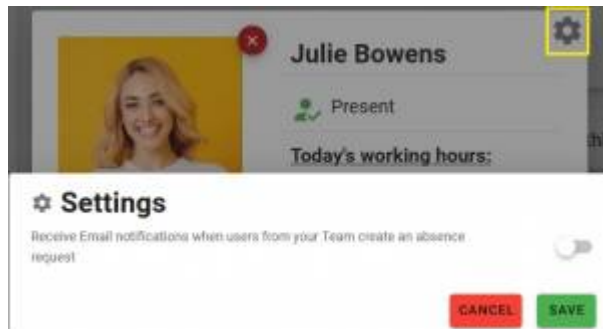 Julie Bowens
Present
Today's working hours:
Settings
Receive Email notifications when users from your Team create an absence
request
CANCEL
SAVE